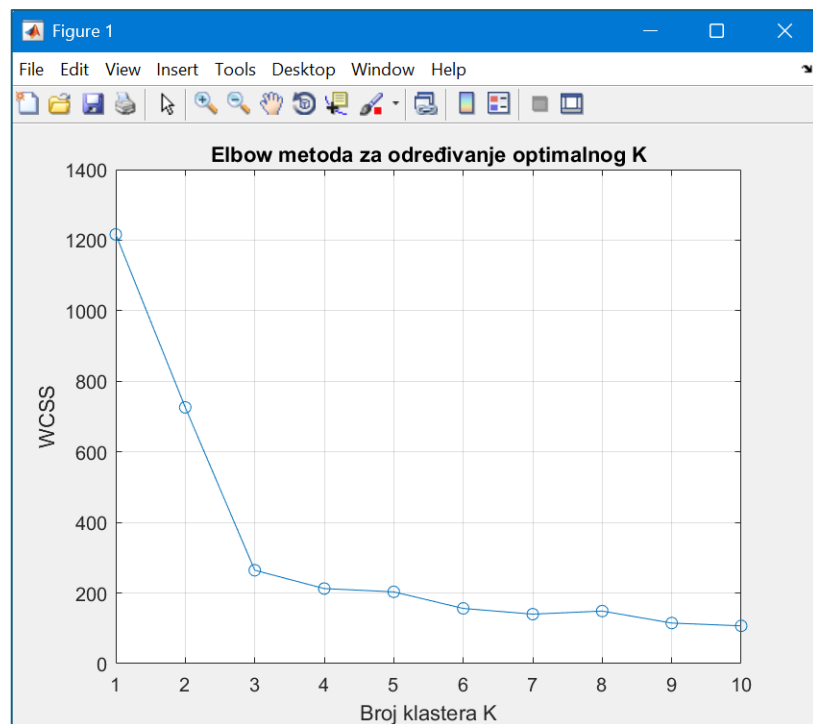 Figure 1
File Edit View Insert Tools Desktop Window Help
Elbow metoda za određivanje optimalnog K
1400
1200
1000
800
600
400
200
0
WCSS
1 2 3 4 5 6 7 8 9 10
Broj klastera K